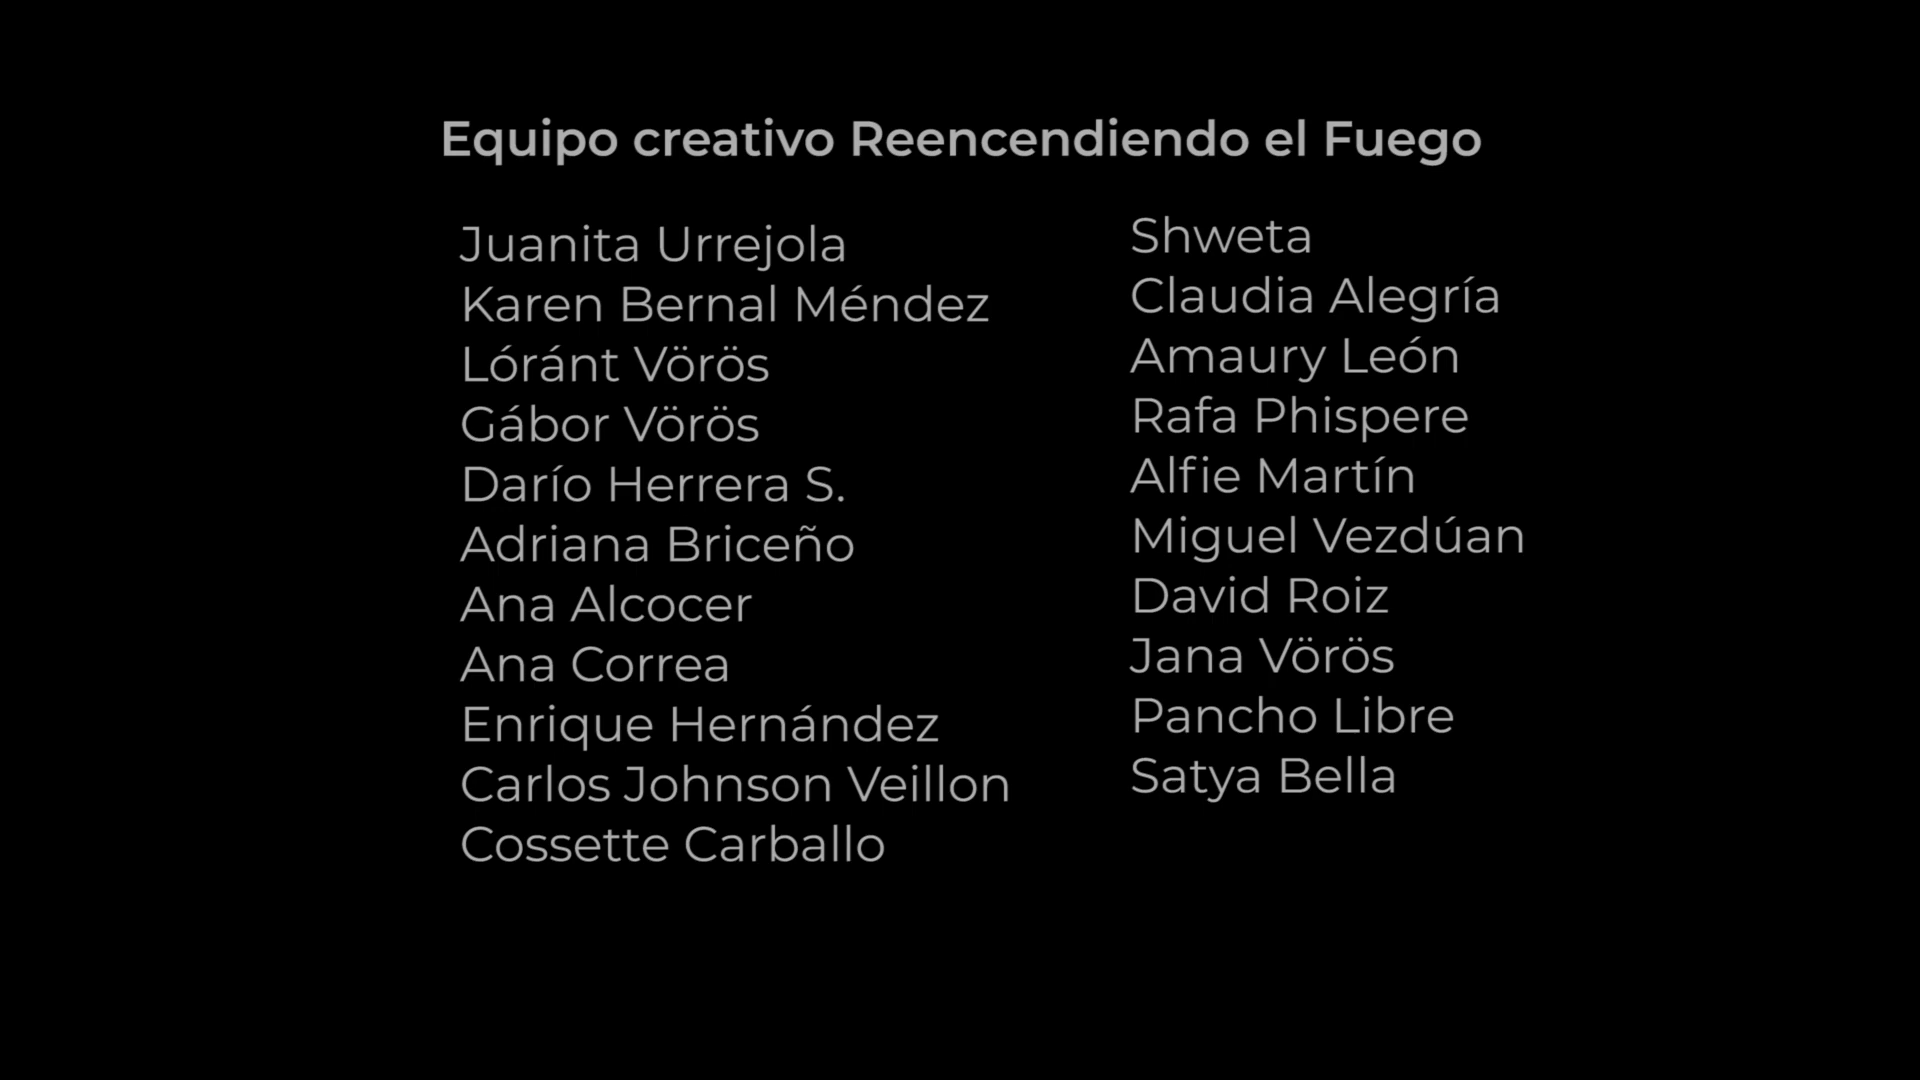 Equipo creativo Reencendiendo el Fuego
Juanita Urrejola
Karen Bernal Méndez
Lóránt Vörös
Gábor Vörös
Darío Herrera S.
Adriana Briceño
Ana Alcocer
Ana Correa
Enrique Hernández
Carlos Johnson Veillon
Cossette Carballo
Shweta
Claudia Alegría
Amaury León
Rafa Phispere
Alfie Martín
Miguel Vezdúan
David Roiz
Jana Vörös
Pancho Libre
Satya Bella